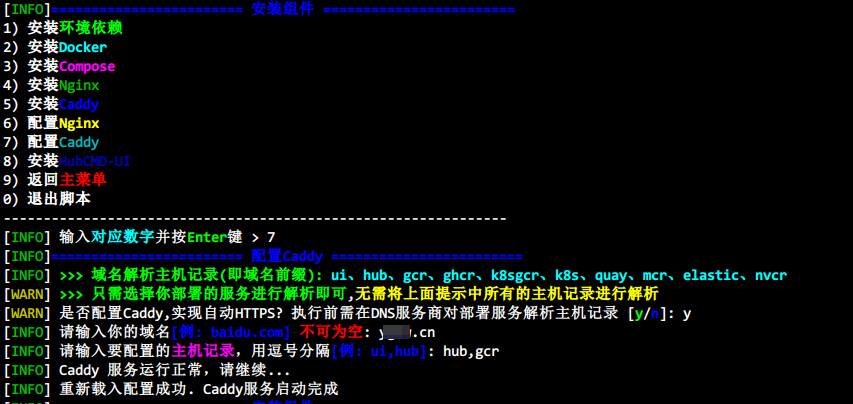 [INFO]======================== 安装组件 ========================
1) 安装环境依赖
2) 安装Docker
3) 安装Compose
4) 安装Nginx
5) 安装Caddy
6) 配置Nginx
7) 配置Caddy
8) 安装HubCMD-UI
9) 返回主菜单
0) 退出脚本
---------------------------------------------------------------
[INFO] 输入对应数字并按Enter键 > 7
[INFO]======================== 配置Caddy ========================
[INFO] >>> 域名解析主机记录(即域名前缀): ui、hub、gcr、ghcr、k8sgcr、k8s、quay、mcr、elastic、nvcr
[WARN] >>> 只需选择你部署的服务进行解析即可,无需将上面提示中所有的主机记录进行解析
[WARN] 是否配置Caddy,实现自动HTTPS? 执行前需在DNS服务商对部署服务解析主机记录 [y/n]: y
[INFO] 请输入你的域名[例: baidu.com] 不可为空: .cn
[INFO] 请输入要配置的主机记录, 用逗号分隔[例: ui,hub]: hub,gcr
[INFO] Caddy 服务运行正常, 请继续...
[INFO] 重新载入配置成功. Caddy服务启动完成